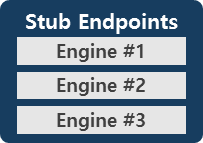 Stub Endpoints
Engine #1
Engine #2
Engine #3